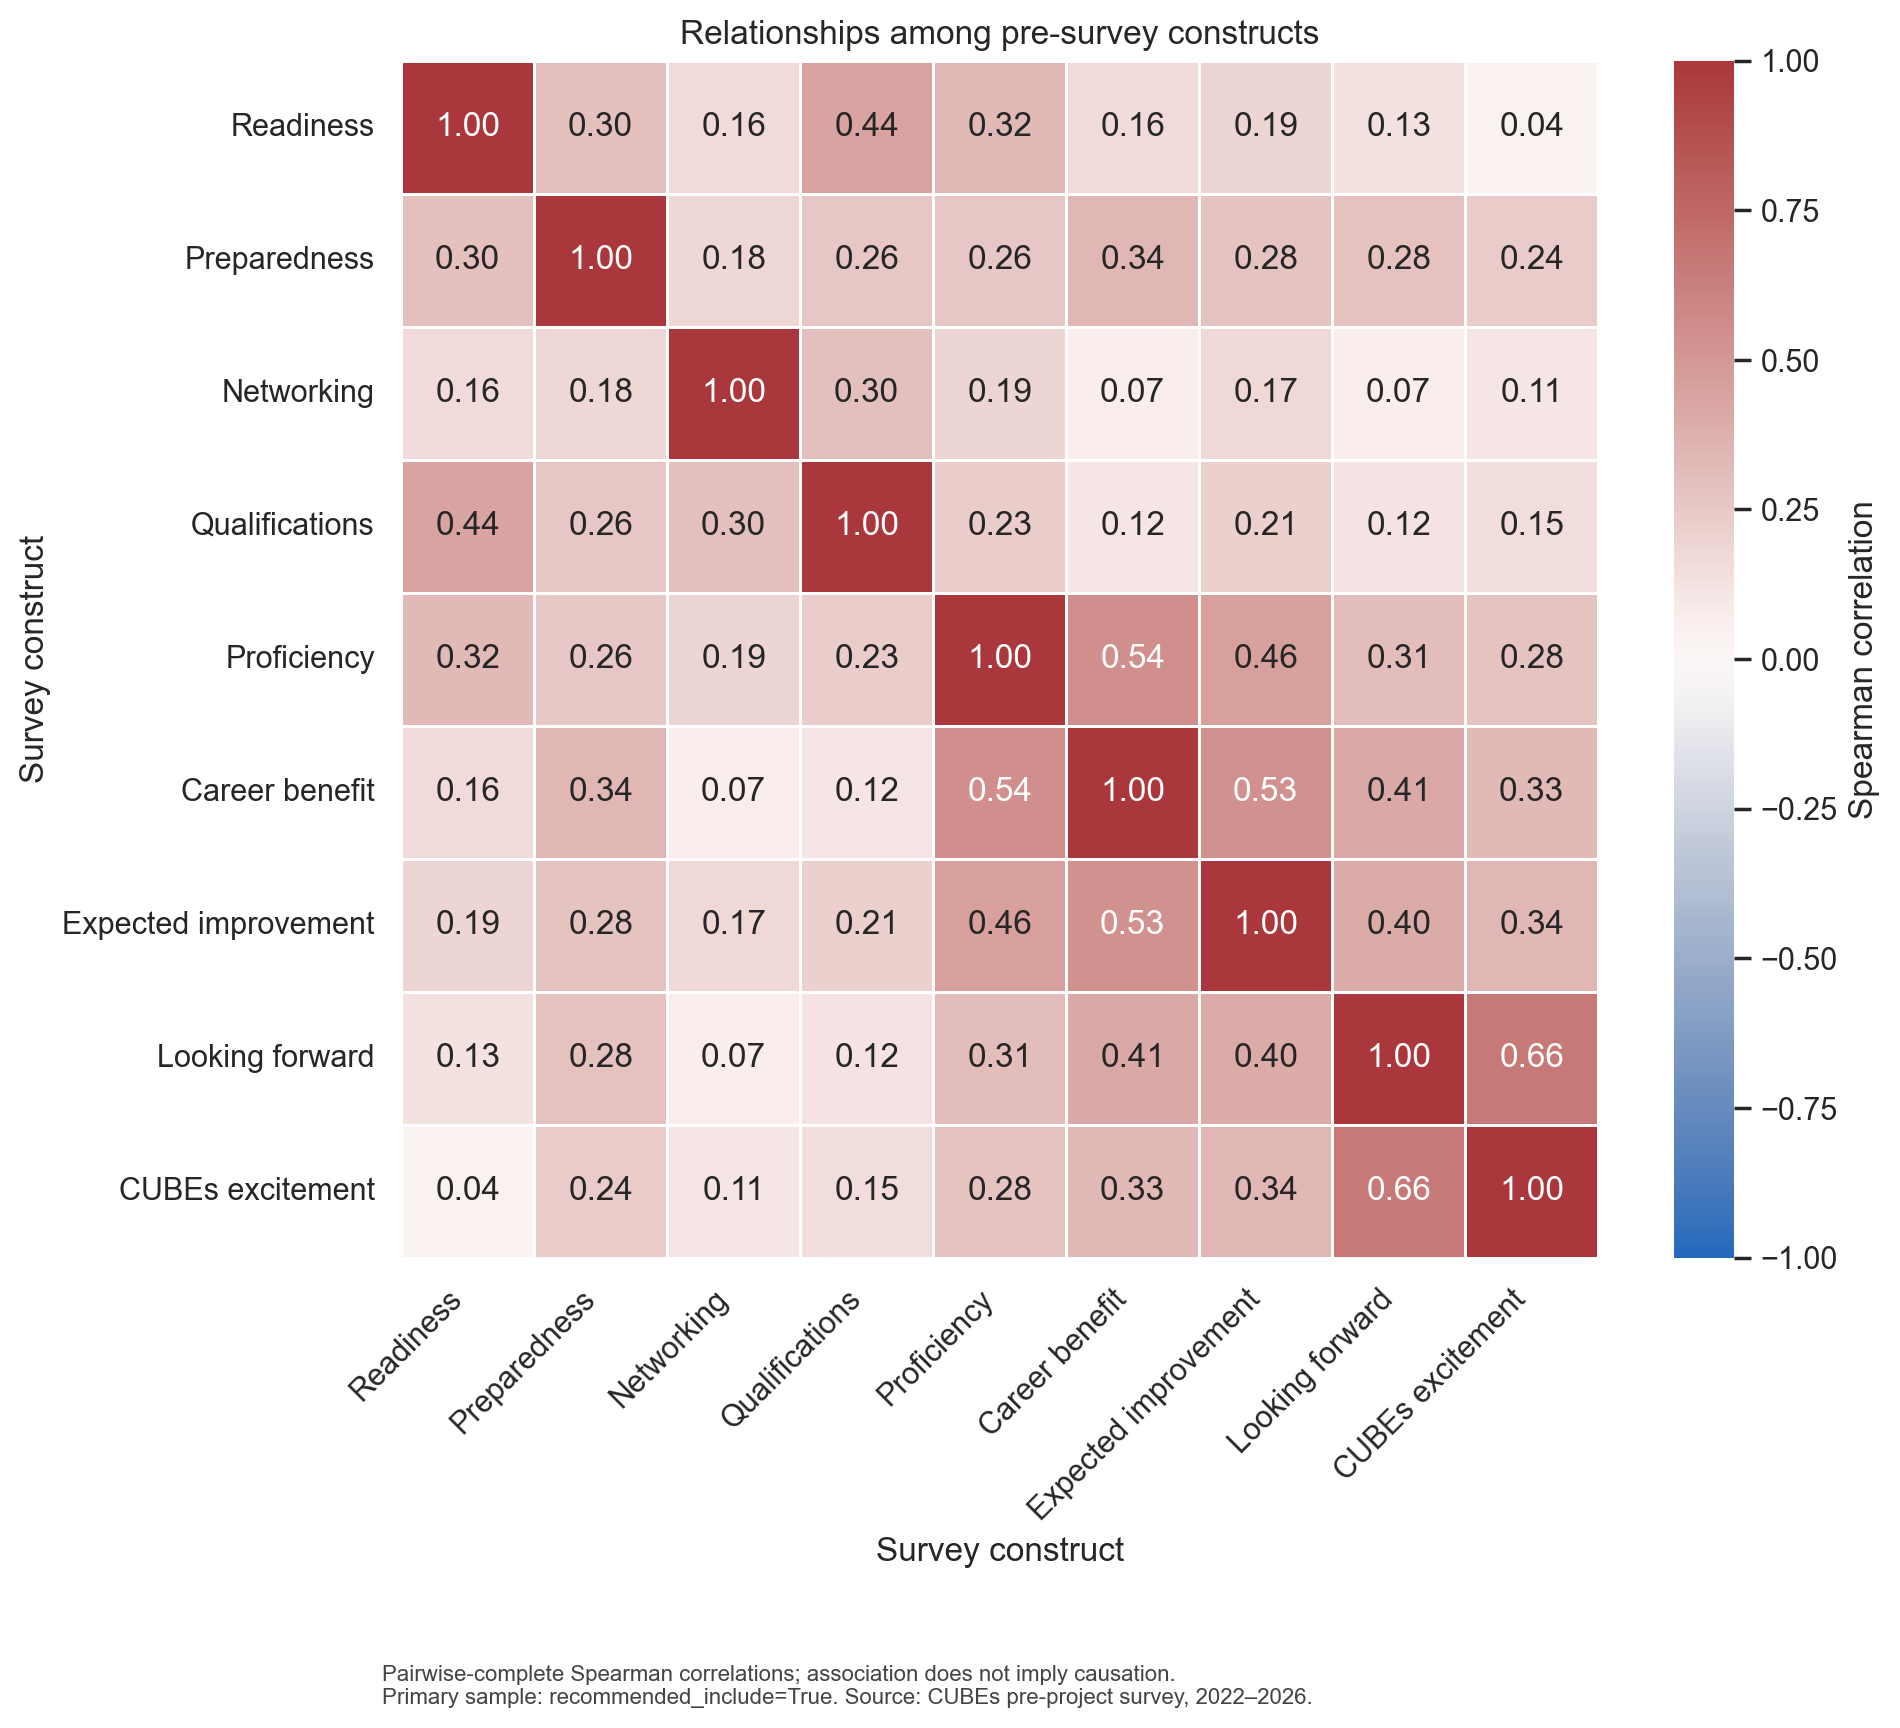 Relationships among pre-survey constructs
Readiness 1.00 0.30 0.16 0.44 0.32 0.16 0.19 0.13 0.04
Preparedness 0.30 1.00 0.18 0.26 0.26 0.34 0.28 0.28 0.24
Networking 0.16 0.18 1.00 0.30 0.19 0.07 0.17 0.07 0.11
Qualifications 0.44 0.26 0.30 1.00 0.23 0.12 0.21 0.12 0.15
Proficiency 0.32 0.26 0.19 0.23 1.00 0.54 0.46 0.31 0.28
Career benefit 0.16 0.34 0.07 0.12 0.54 1.00 0.53 0.41 0.33
Expected improvement 0.19 0.28 0.17 0.21 0.46 0.53 1.00 0.40 0.34
Looking forward 0.13 0.28 0.07 0.12 0.31 0.41 0.40 1.00 0.66
CUBEs excitement 0.04 0.24 0.11 0.15 0.28 0.33 0.34 0.66 1.00
Survey construct
Readiness
Preparedness
Networking
Qualifications
Proficiency
Career benefit
Expected improvement
Looking forward
CUBEs excitement
Survey construct
1.00
0.75
0.50
0.25
0.00
−0.25
−0.50
−0.75
−1.00
Spearman correlation
Pairwise-complete Spearman correlations; association does not imply causation.
Primary sample: recommended_include=True. Source: CUBEs pre-project survey, 2022–2026.